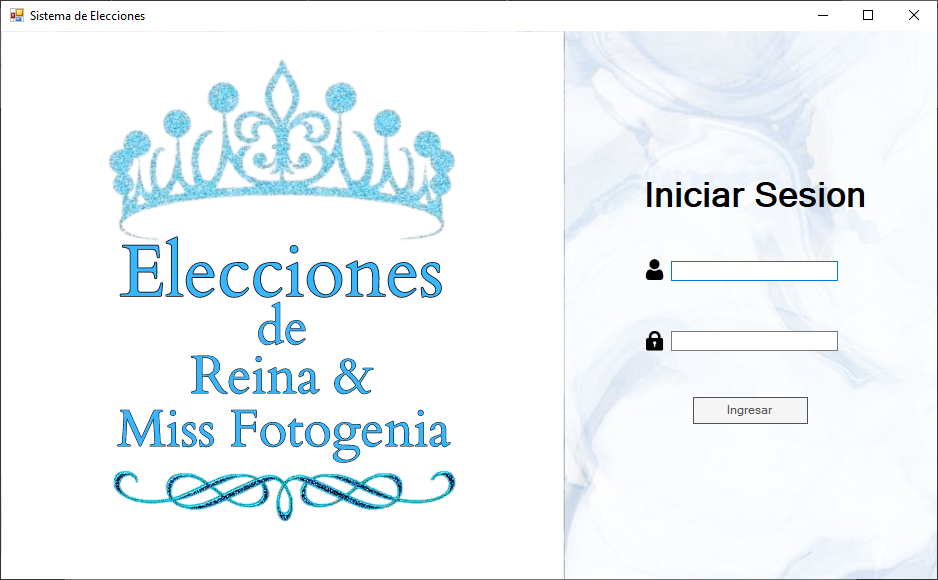 Sistema de Elecciones
Elecciones
de
Reina &
Miss Fotogenia
Iniciar Sesion
Ingresar